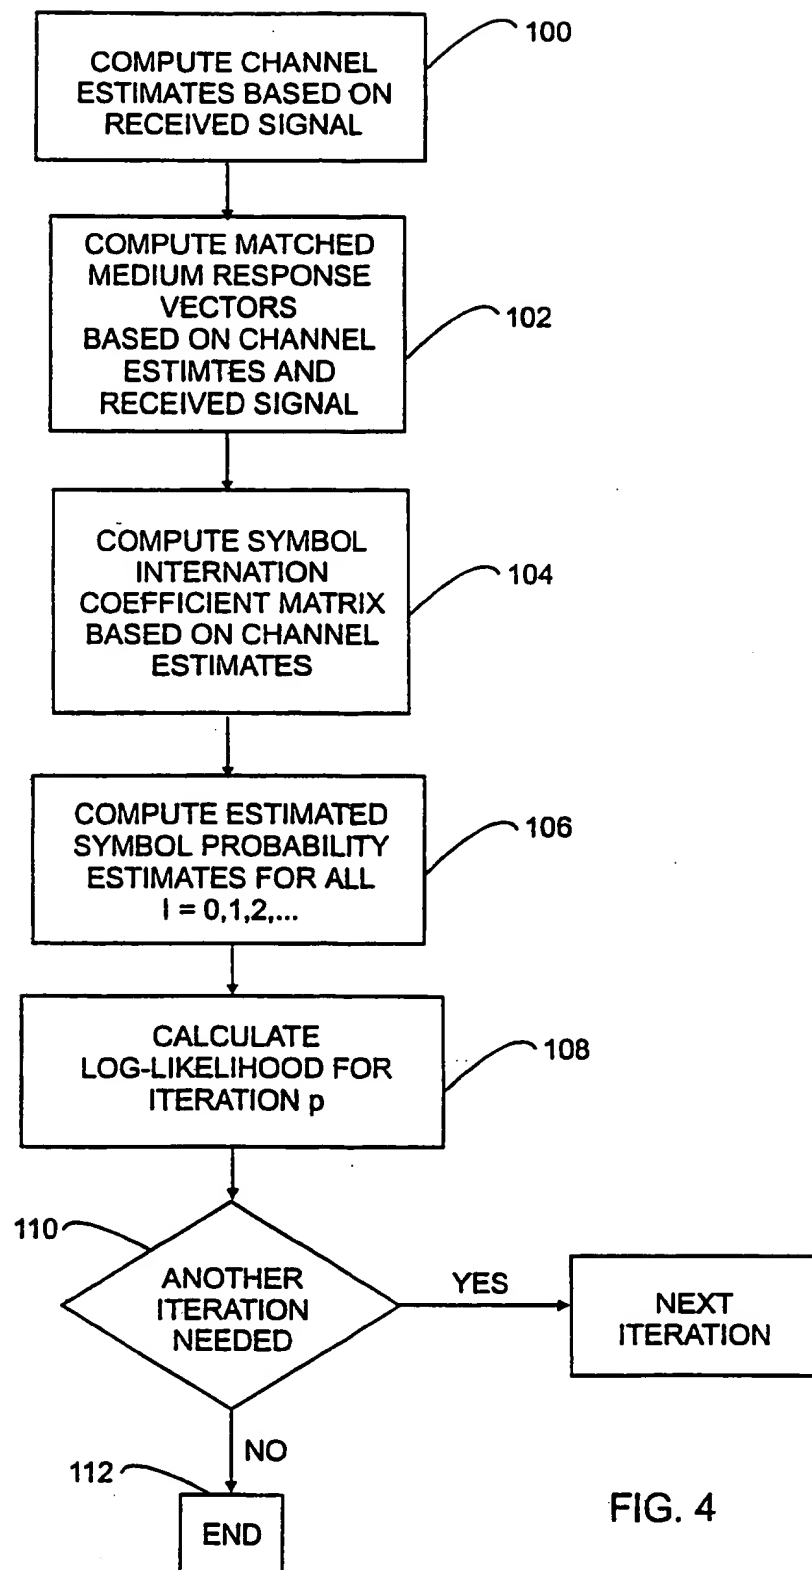 100
COMPUTE CHANNEL
ESTIMATES BASED ON
RECEIVED SIGNAL
COMPUTE MATCHED
MEDIUM RESPONSE
VECTORS
BASED ON CHANNEL
ESTIMTES AND
RECEIVED SIGNAL
102
COMPUTE SYMBOL
INTERNATION
COEFFICIENT MATRIX
BASED ON CHANNEL
ESTIMATES
104
COMPUTE ESTIMATED
SYMBOL PROBABILITY
ESTIMATES FOR ALL
I = 0,1,2,...
106
CALCULATE
LOG-LIKELIHOOD FOR
ITERATION p
108
110
ANOTHER
ITERATION
NEEDED
YES
NEXT
ITERATION
NO
112
END
FIG. 4